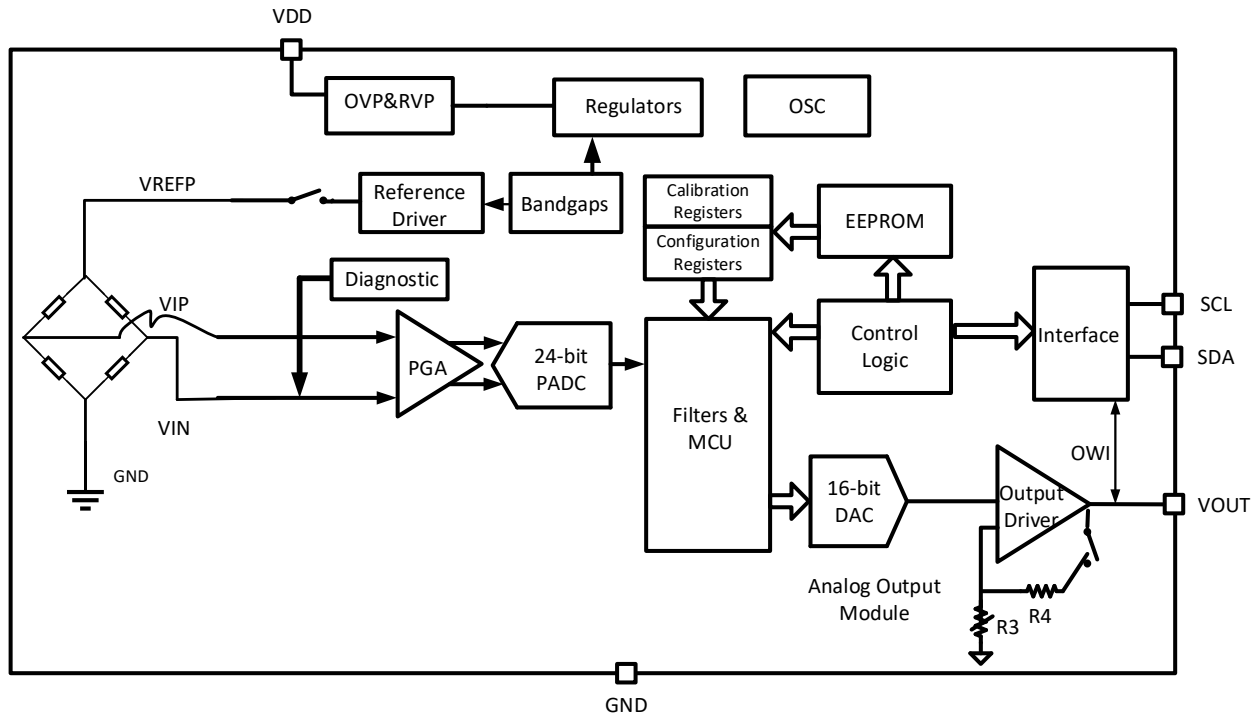 VDD
OVP&RVP
Regulators
OSC
VREFP
Reference
Driver
Bandgaps
Calibration
Registers
Configuration
Registers
EEPROM
Diagnostic
VIP
PGA
24-bit
PADC
Control
Logic
Interface
SCL
SDA
VIN
GND
Filters &
MCU
OWI
16-bit
DAC
Output
Driver
VOUT
Analog Output
Module
R3
R4
GND